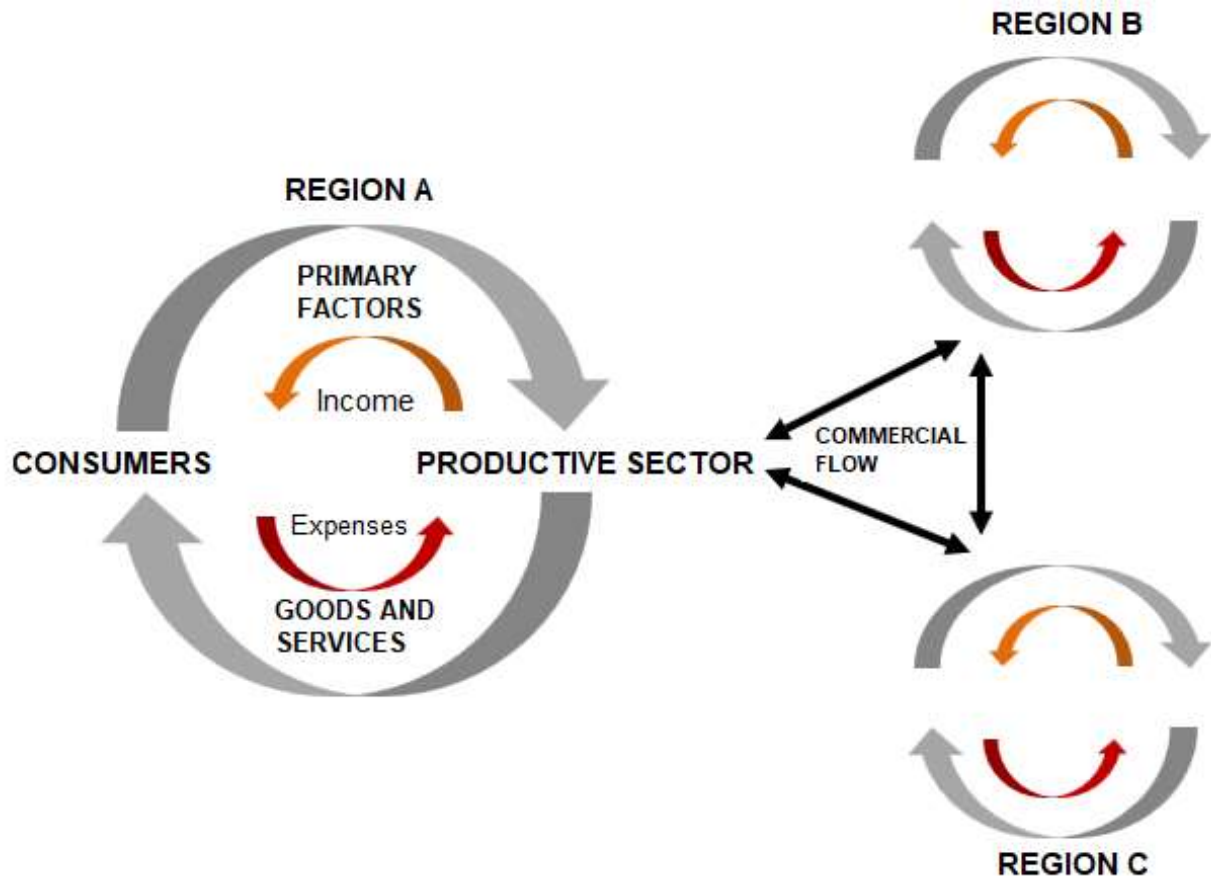 REGION B
REGION A
PRIMARY
FACTORS
Income
CONSUMERS
PRODUCTIVE SECTOR
COMMERCIAL
FLOW
Expenses
GOODS AND
SERVICES
REGION C